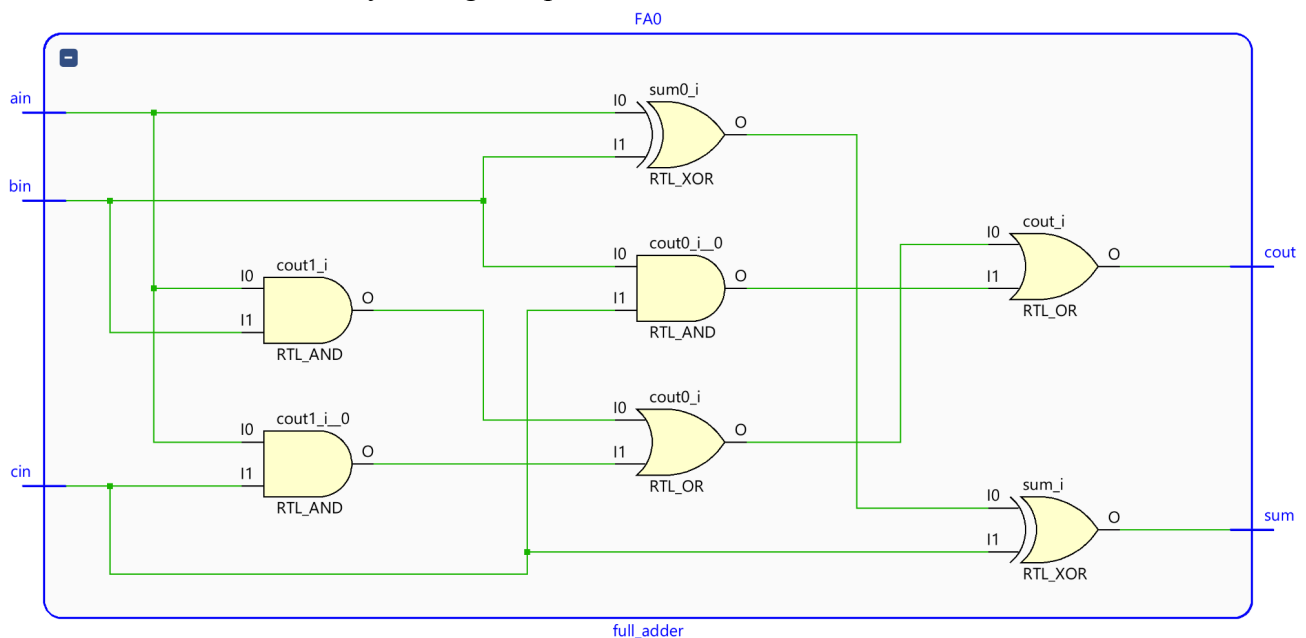 FA0
ain
bin
cin
sum0_i
I0
I1
O
RTL_XOR
cout1_i
I0
I1
O
RTL_AND
cout0_i__0
I0
I1
O
RTL_AND
cout_i
I0
I1
O
RTL_OR
cout
cout1_i__0
I0
I1
O
RTL_AND
cout0_i
I0
I1
O
RTL_OR
sum_i
I0
I1
O
RTL_XOR
sum
full_adder